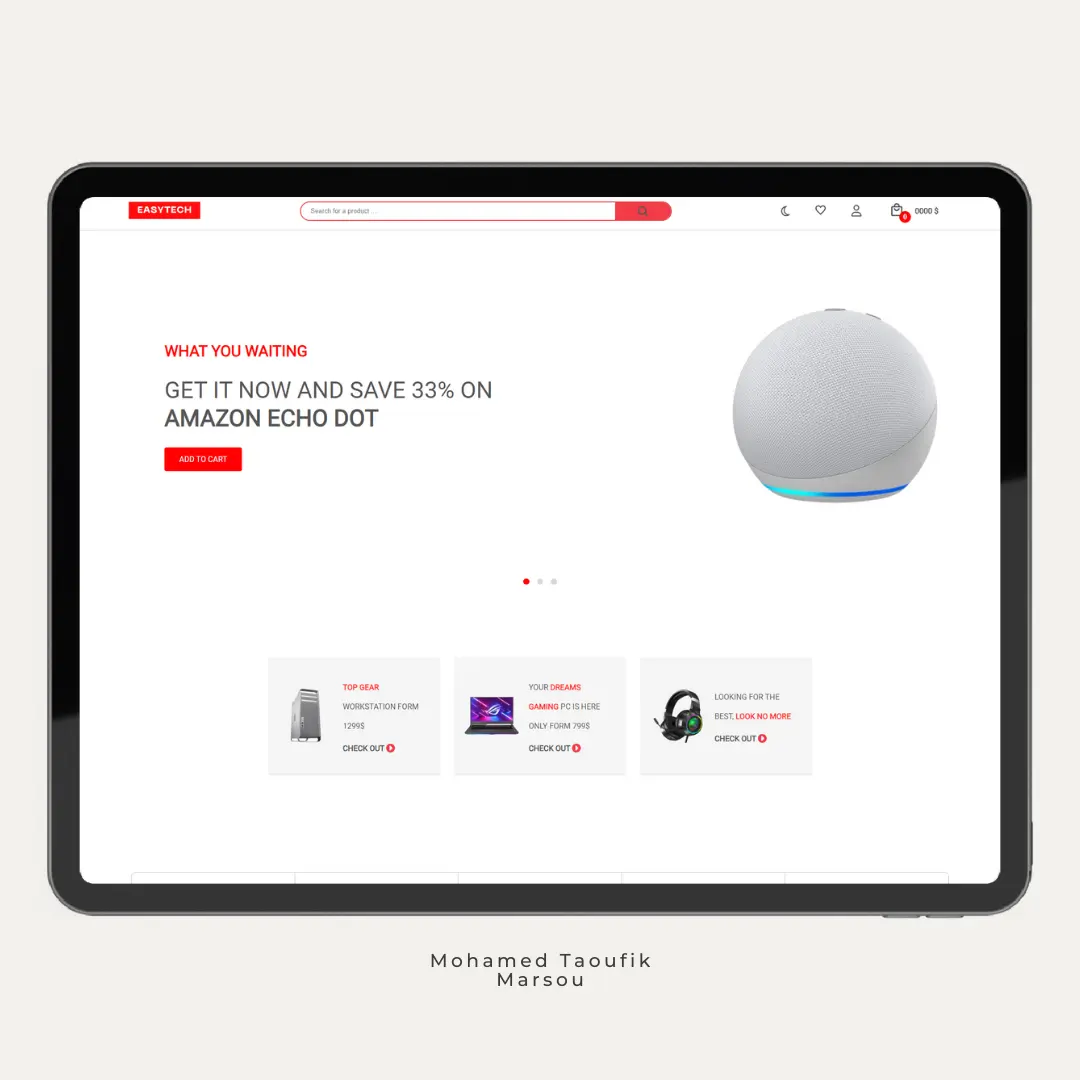 EASYTECH
Search for a product ...
0000 $
WHAT YOU WAITING
GET IT NOW AND SAVE 33% ON
AMAZON ECHO DOT
ADD TO CART
TOP GEAR
WORKSTATION FORM
1299$
CHECK OUT
YOUR DREAMS
GAMING PC IS HERE
ONLY FORM 799$
CHECK OUT
LOOKING FOR THE
BEST, LOOK NO MORE
CHECK OUT
Mohamed Taoufik
Marsou